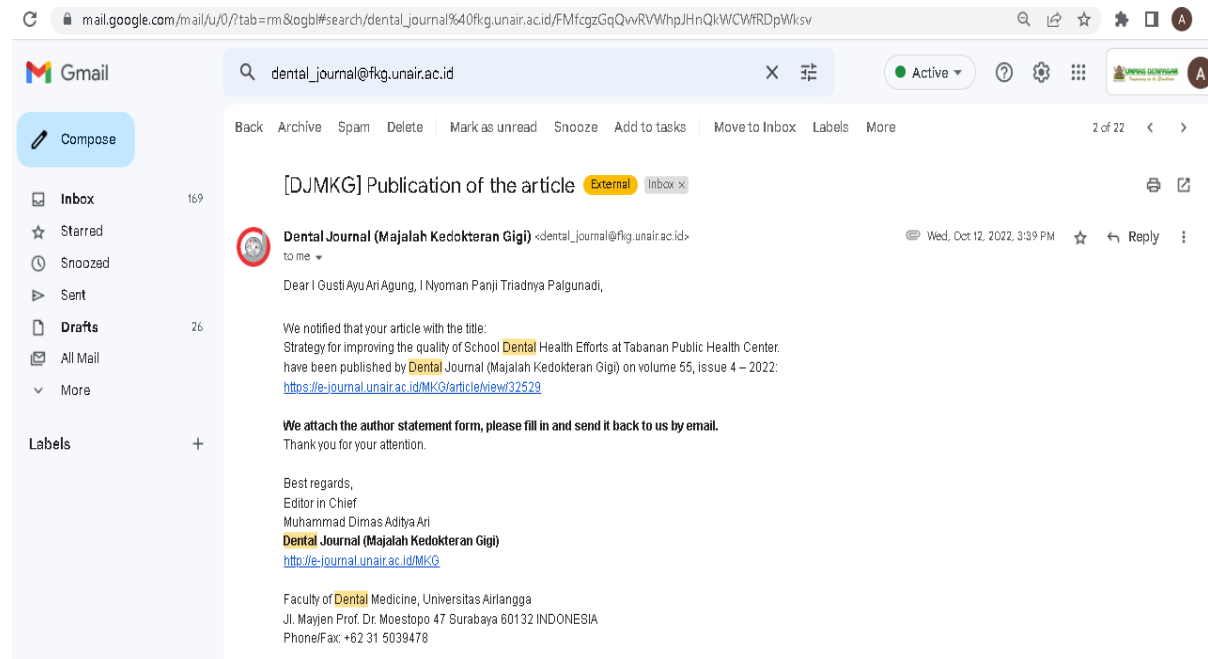 mail.google.com/mail/u/0/?tab=rm&ogbl#search/dental_journal%40fkg.unair.ac.id/FMfcgzGqQvvRVWhpJHnQkWCWfRDpWksv
A
Gmail
dental_journal@fkg.unair.ac.id
Active
UNMAS DENPASAR
A
Compose
Back Archive Spam Delete Mark as unread Snooze Add to tasks Move to Inbox Labels More
2 of 22
Inbox 169
Starred
Snoozed
Sent
Drafts 26
All Mail
More
Labels +
[DJMKG] Publication of the article External Inbox ×
Dental Journal (Majalah Kedokteran Gigi) <dental_journal@fkg.unair.ac.id>
Wed, Oct 12, 2022, 3:39 PM
Reply
to me
Dear I Gusti Ayu Ari Agung, I Nyoman Panji Triadnya Palgunadi,
We notified that your article with the title:
Strategy for improving the quality of School Dental Health Efforts at Tabanan Public Health Center.
have been published by Dental Journal (Majalah Kedokteran Gigi) on volume 55, issue 4 – 2022:
https://e-journal.unair.ac.id/MKG/article/view/32529
We attach the author statement form, please fill in and send it back to us by email.
Thank you for your attention.
Best regards,
Editor in Chief
Muhammad Dimas Aditya Ari
Dental Journal (Majalah Kedokteran Gigi)
http://e-journal.unair.ac.id/MKG
Faculty of Dental Medicine, Universitas Airlangga
Jl. Mayjen Prof. Dr. Moestopo 47 Surabaya 60132 INDONESIA
Phone/Fax: +62 31 5039478